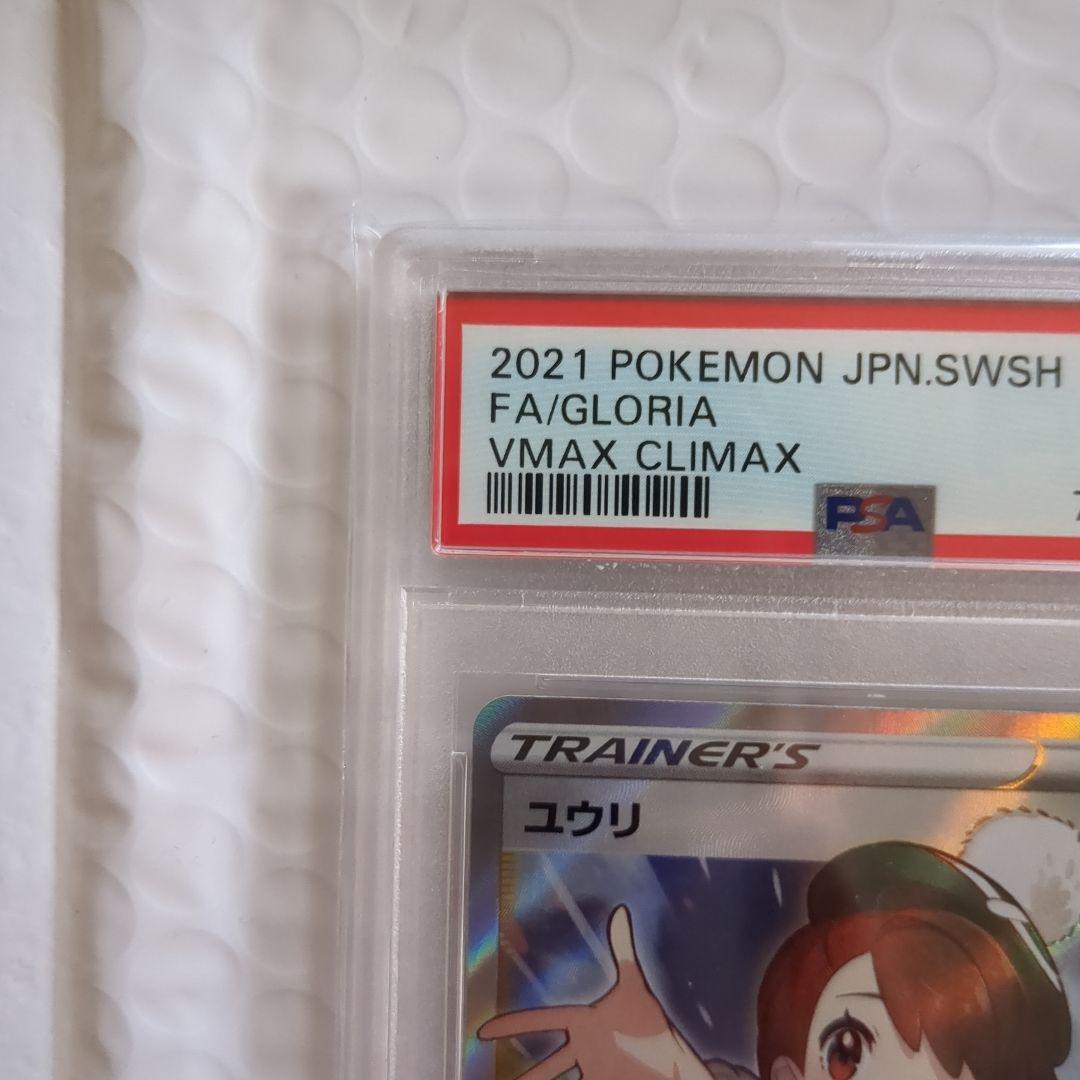 2021 POKEMON JPN.SWSH
FA/GLORIA
VMAX CLIMAX
PSA
TRAINER'S
ユウリ